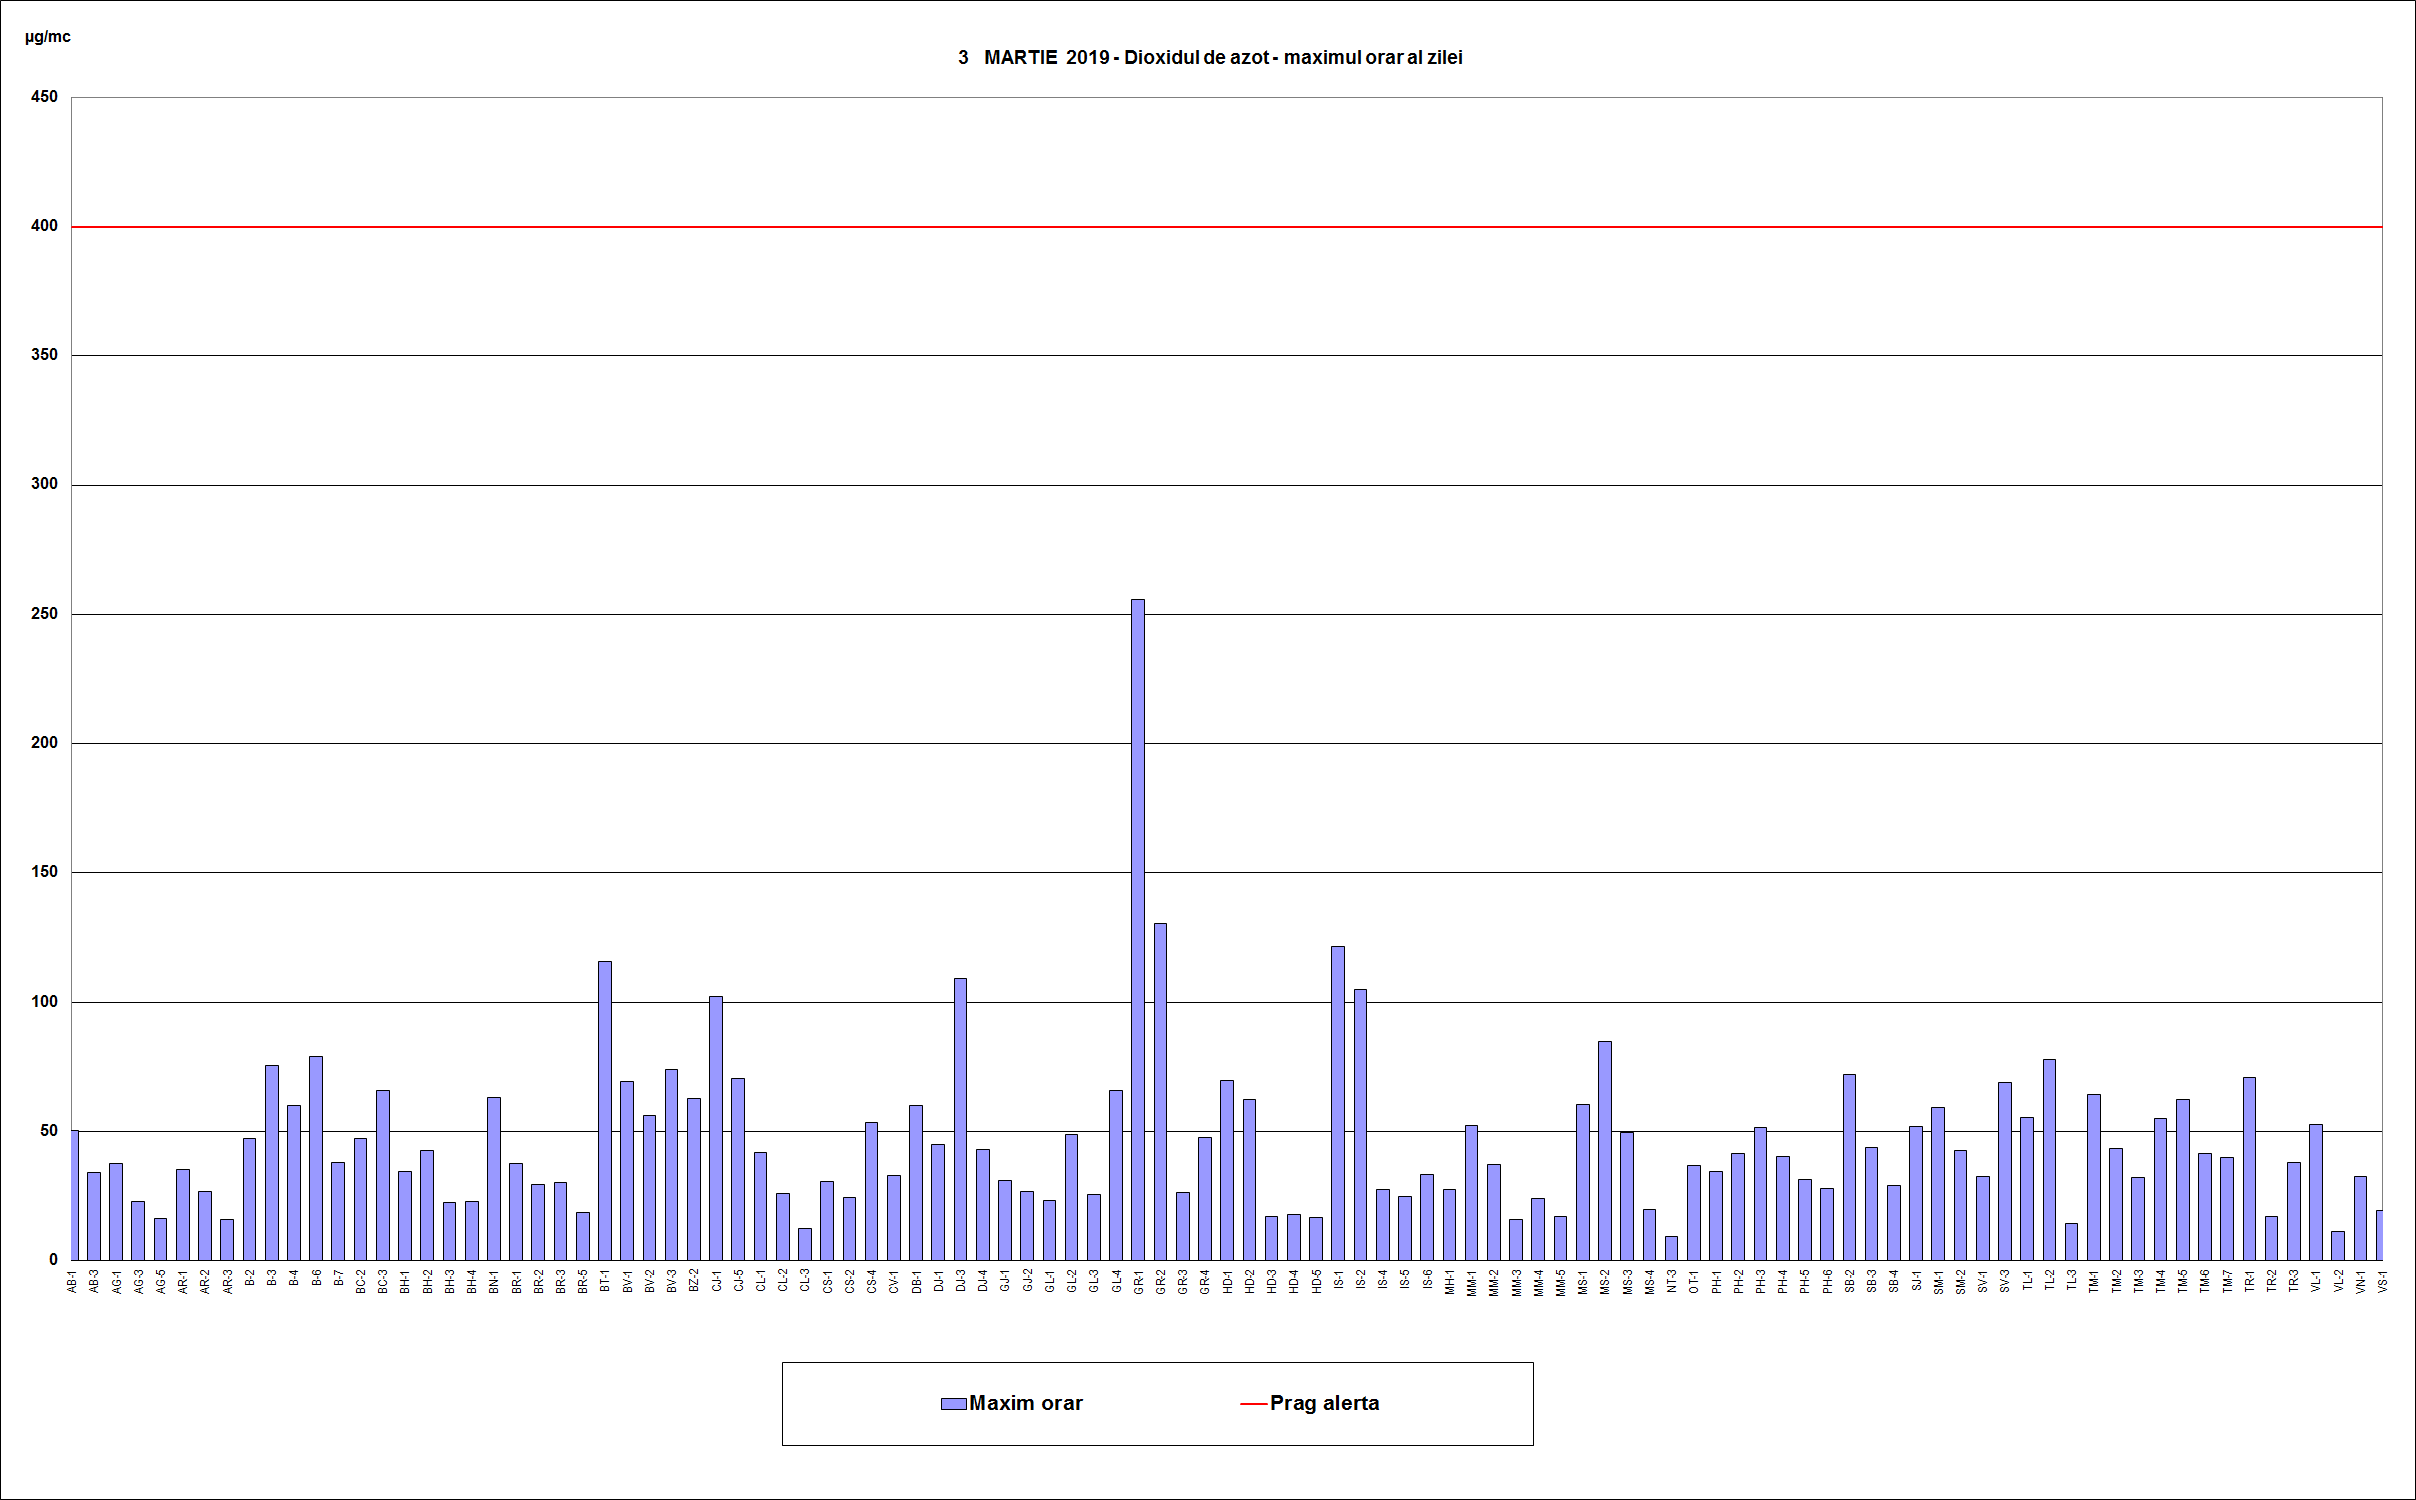 µg/mc
3 MARTIE 2019 - Dioxidul de azot - maximul orar al zilei
450
400
350
300
250
200
150
100
50
0
AB-1 AB-3 AG-1 AG-3 AG-5 AR-1 AR-2 AR-3 B-2 B-3 B-4 B-6 B-7 BC-2 BC-3 BH-1 BH-2 BH-3 BH-4 BN-1 BR-1 BR-2 BR-3 BR-5 BT-1 BV-1 BV-2 BV-3 BZ-2 CJ-1 CJ-5 CL-1 CL-2 CL-3 CS-1 CS-2 CS-4 CV-1 DB-1 DJ-1 DJ-3 DJ-4 GJ-1 GJ-2 GL-1 GL-2 GL-3 GL-4 GR-1 GR-2 GR-3 GR-4 HD-1 HD-2 HD-3 HD-4 HD-5 IS-1 IS-2 IS-4 IS-5 IS-6 MH-1 MM-1 MM-2 MM-3 MM-4 MM-5 MS-1 MS-2 MS-3 MS-4 NT-3 OT-1 PH-1 PH-2 PH-3 PH-4 PH-5 PH-6 SB-2 SB-3 SB-4 SJ-1 SM-1 SM-2 SV-1 SV-3 TL-1 TL-2 TL-3 TM-1 TM-2 TM-3 TM-4 TM-5 TM-6 TM-7 TR-1 TR-2 TR-3 VL-1 VL-2 VN-1 VS-1
Maxim orar Prag alerta